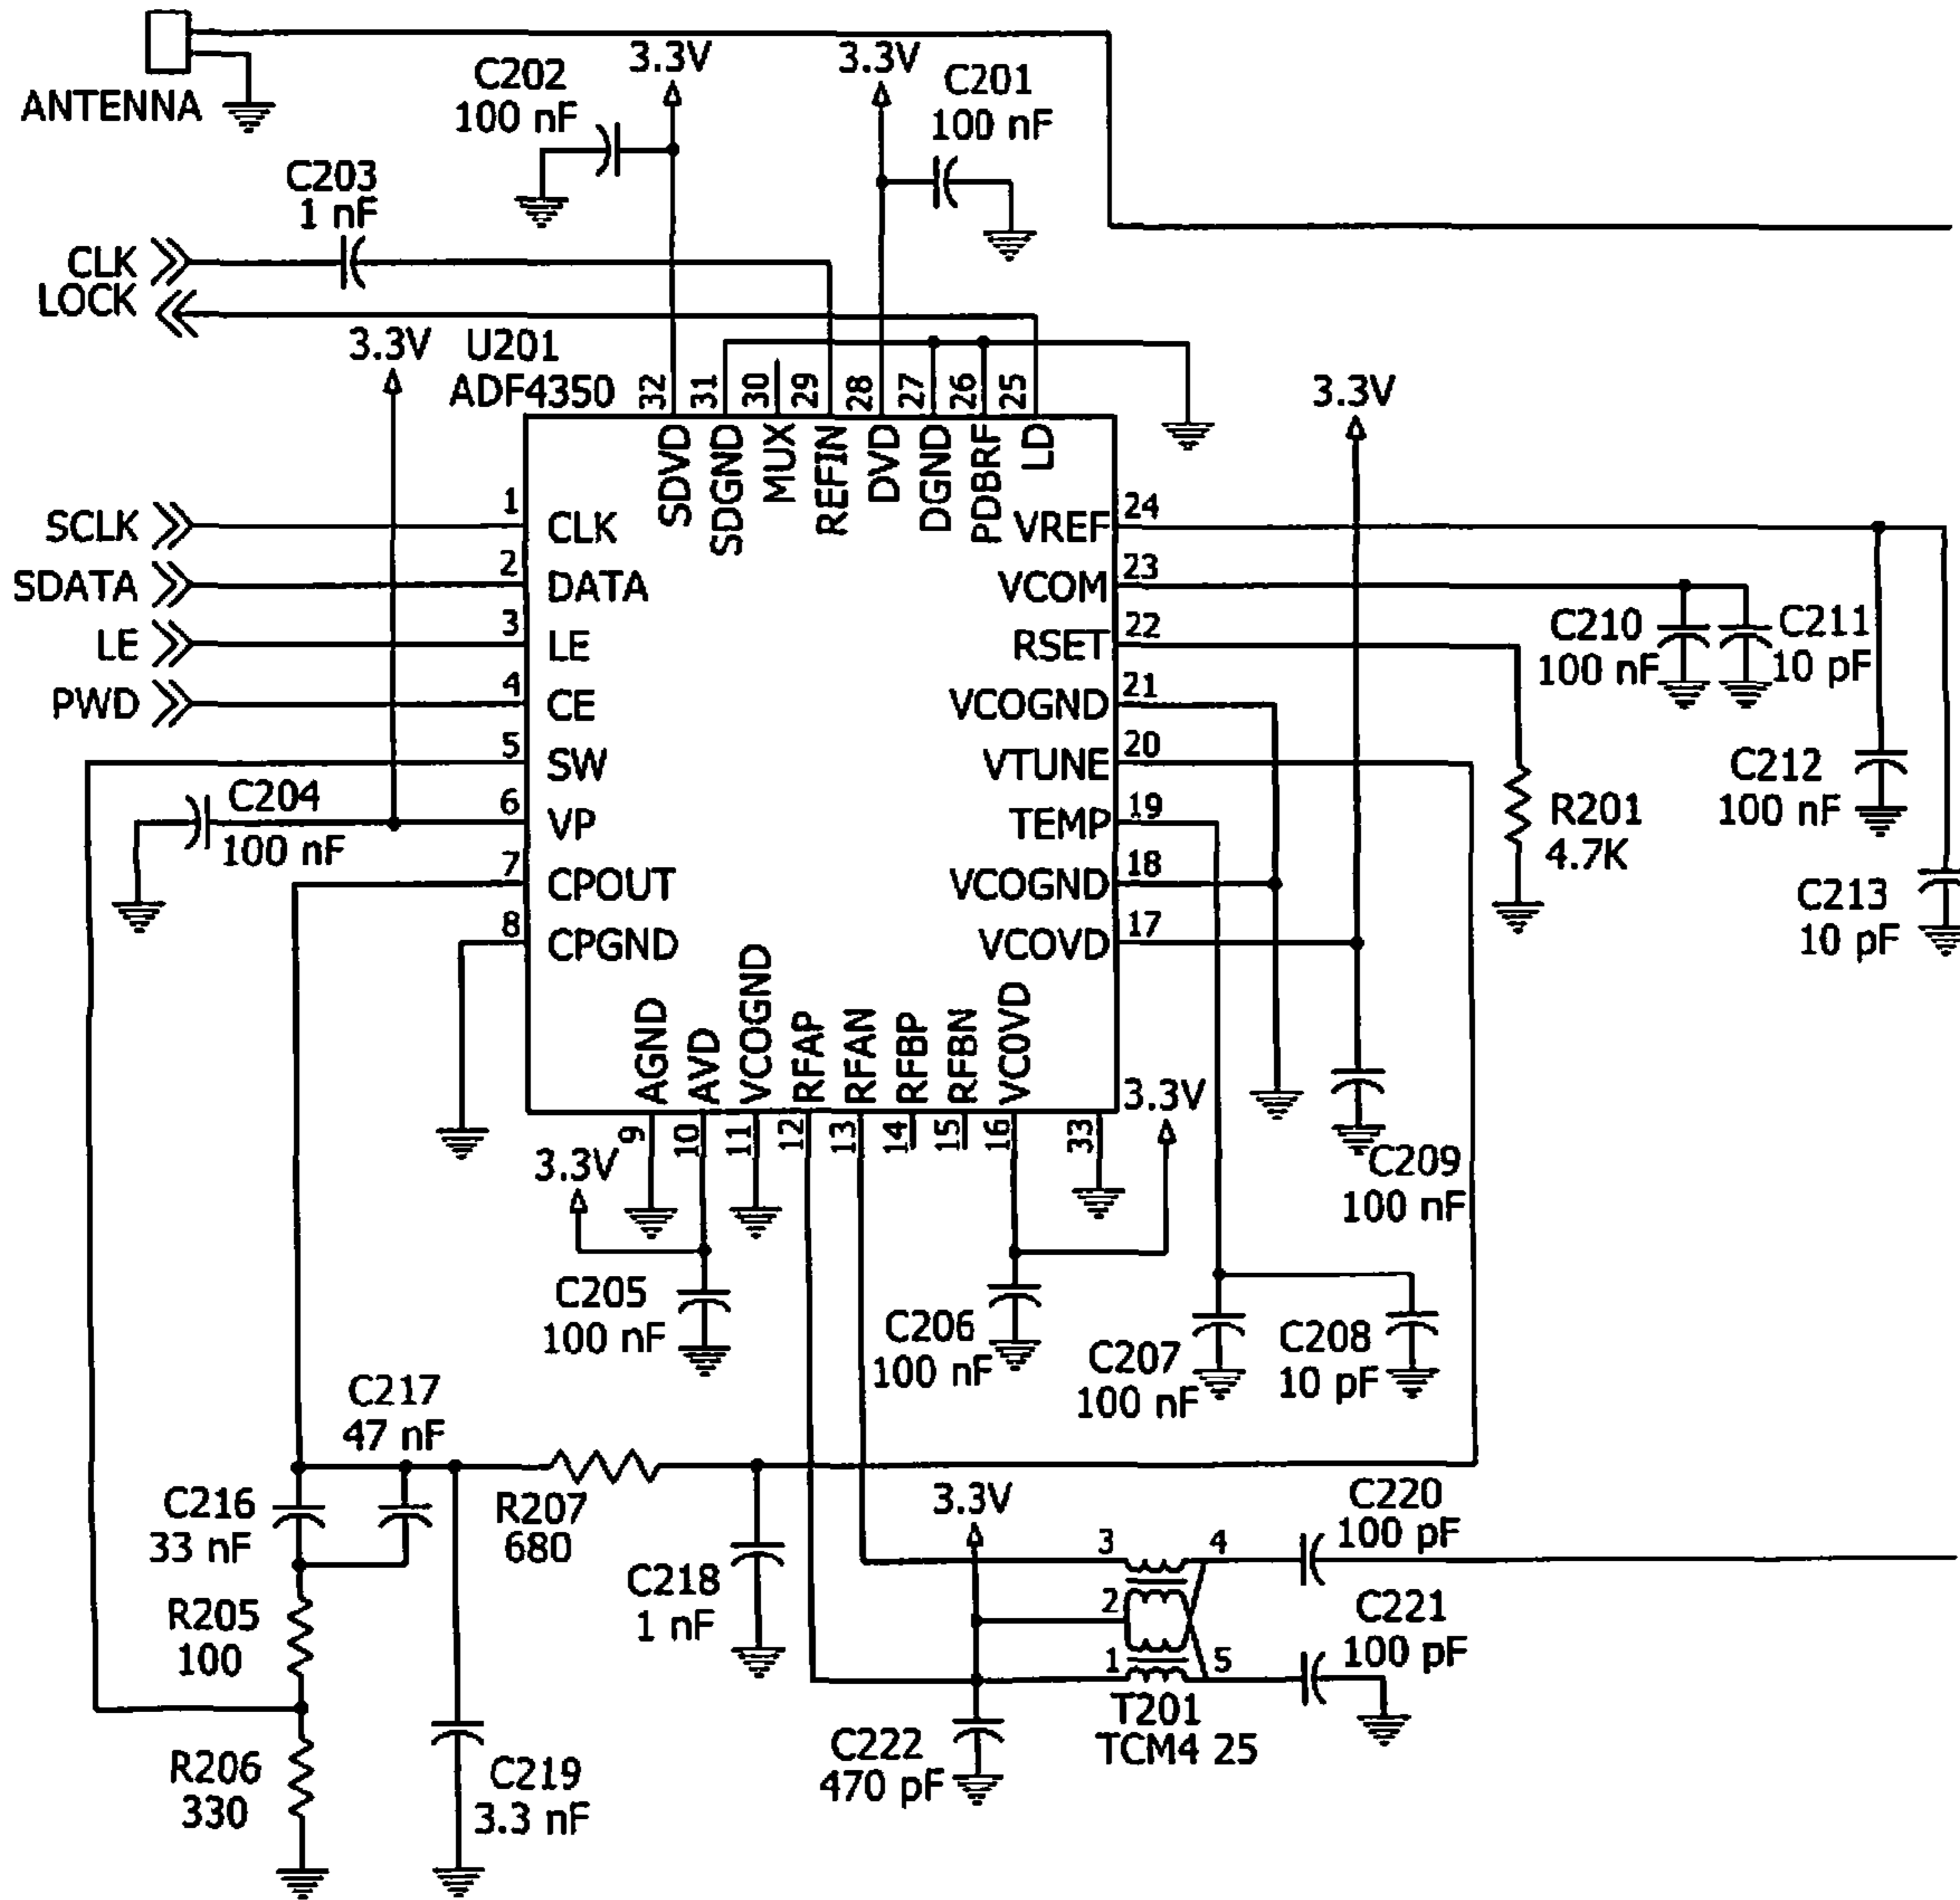 ANTENNA
C202
100 nF
3.3V
3.3V
C201
100 nF
C203
1 nF
CLK
LOCK
3.3V
U201
ADF4350
32
31
30
29
28
27
26
25
SDVD
SDGND
MUX
REFIN
DVD
DGND
PDBRF
LD
3.3V
SCLK
1
CLK
SDATA
2
DATA
LE
3
LE
PWD
4
CE
5
SW
6
VP
7
CPOUT
8
CPGND
C204
100 nF
VREF
24
VCOM
23
RSET
22
VCOGND
21
VTUNE
20
TEMP
19
VCOGND
18
VCOVD
17
C210
100 nF
C211
10 pF
C212
100 nF
R201
4.7K
C213
10 pF
AGND
AVD
VCOGND
RFAP
RFAN
RFBP
RFBN
VC0VD
9
10
11
12
13
14
15
16
33
3.3V
3.3V
C209
100 nF
C205
100 nF
C206
100 nF
C207
100 nF
C208
10 pF
C217
47 nF
C216
33 nF
R207
680
C218
1 nF
R205
100
R206
330
C219
3.3 nF
3.3V
C220
100 pF
3
4
2
1
5
C221
100 pF
T201
TCM4 25
C222
470 pF